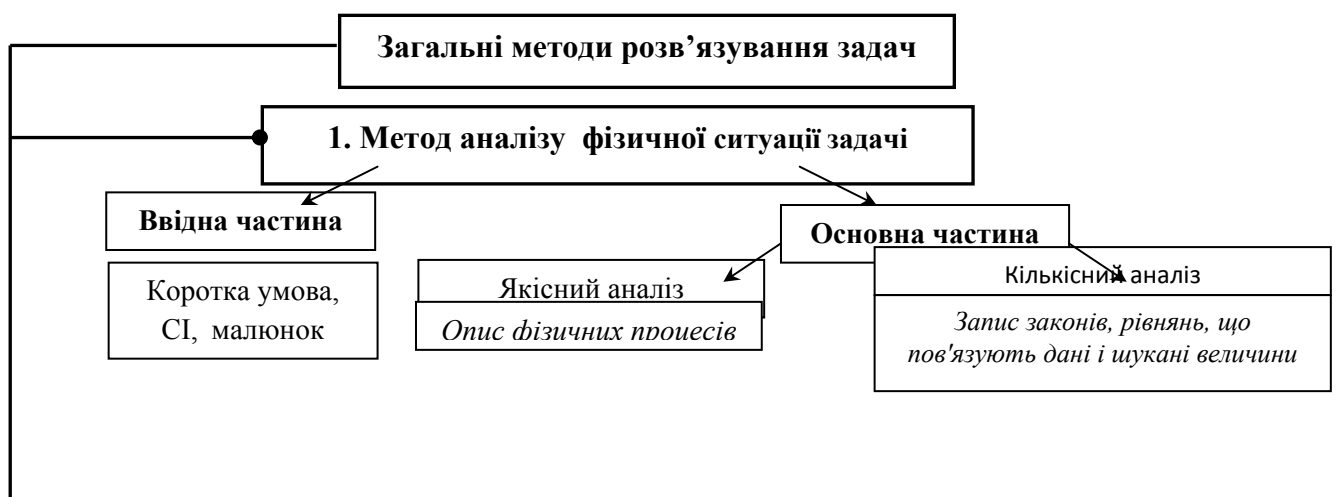 Загальні методи розв’язування задач
1. Метод аналізу фізичної ситуації задачі
Ввідна частина
Основна частина
Коротка умова,
СІ, малюнок
Якісний аналіз
Опис фізичних процесів
Кількісний аналіз
Запис законів, рівнянь, що
пов'язують дані і шукані величини